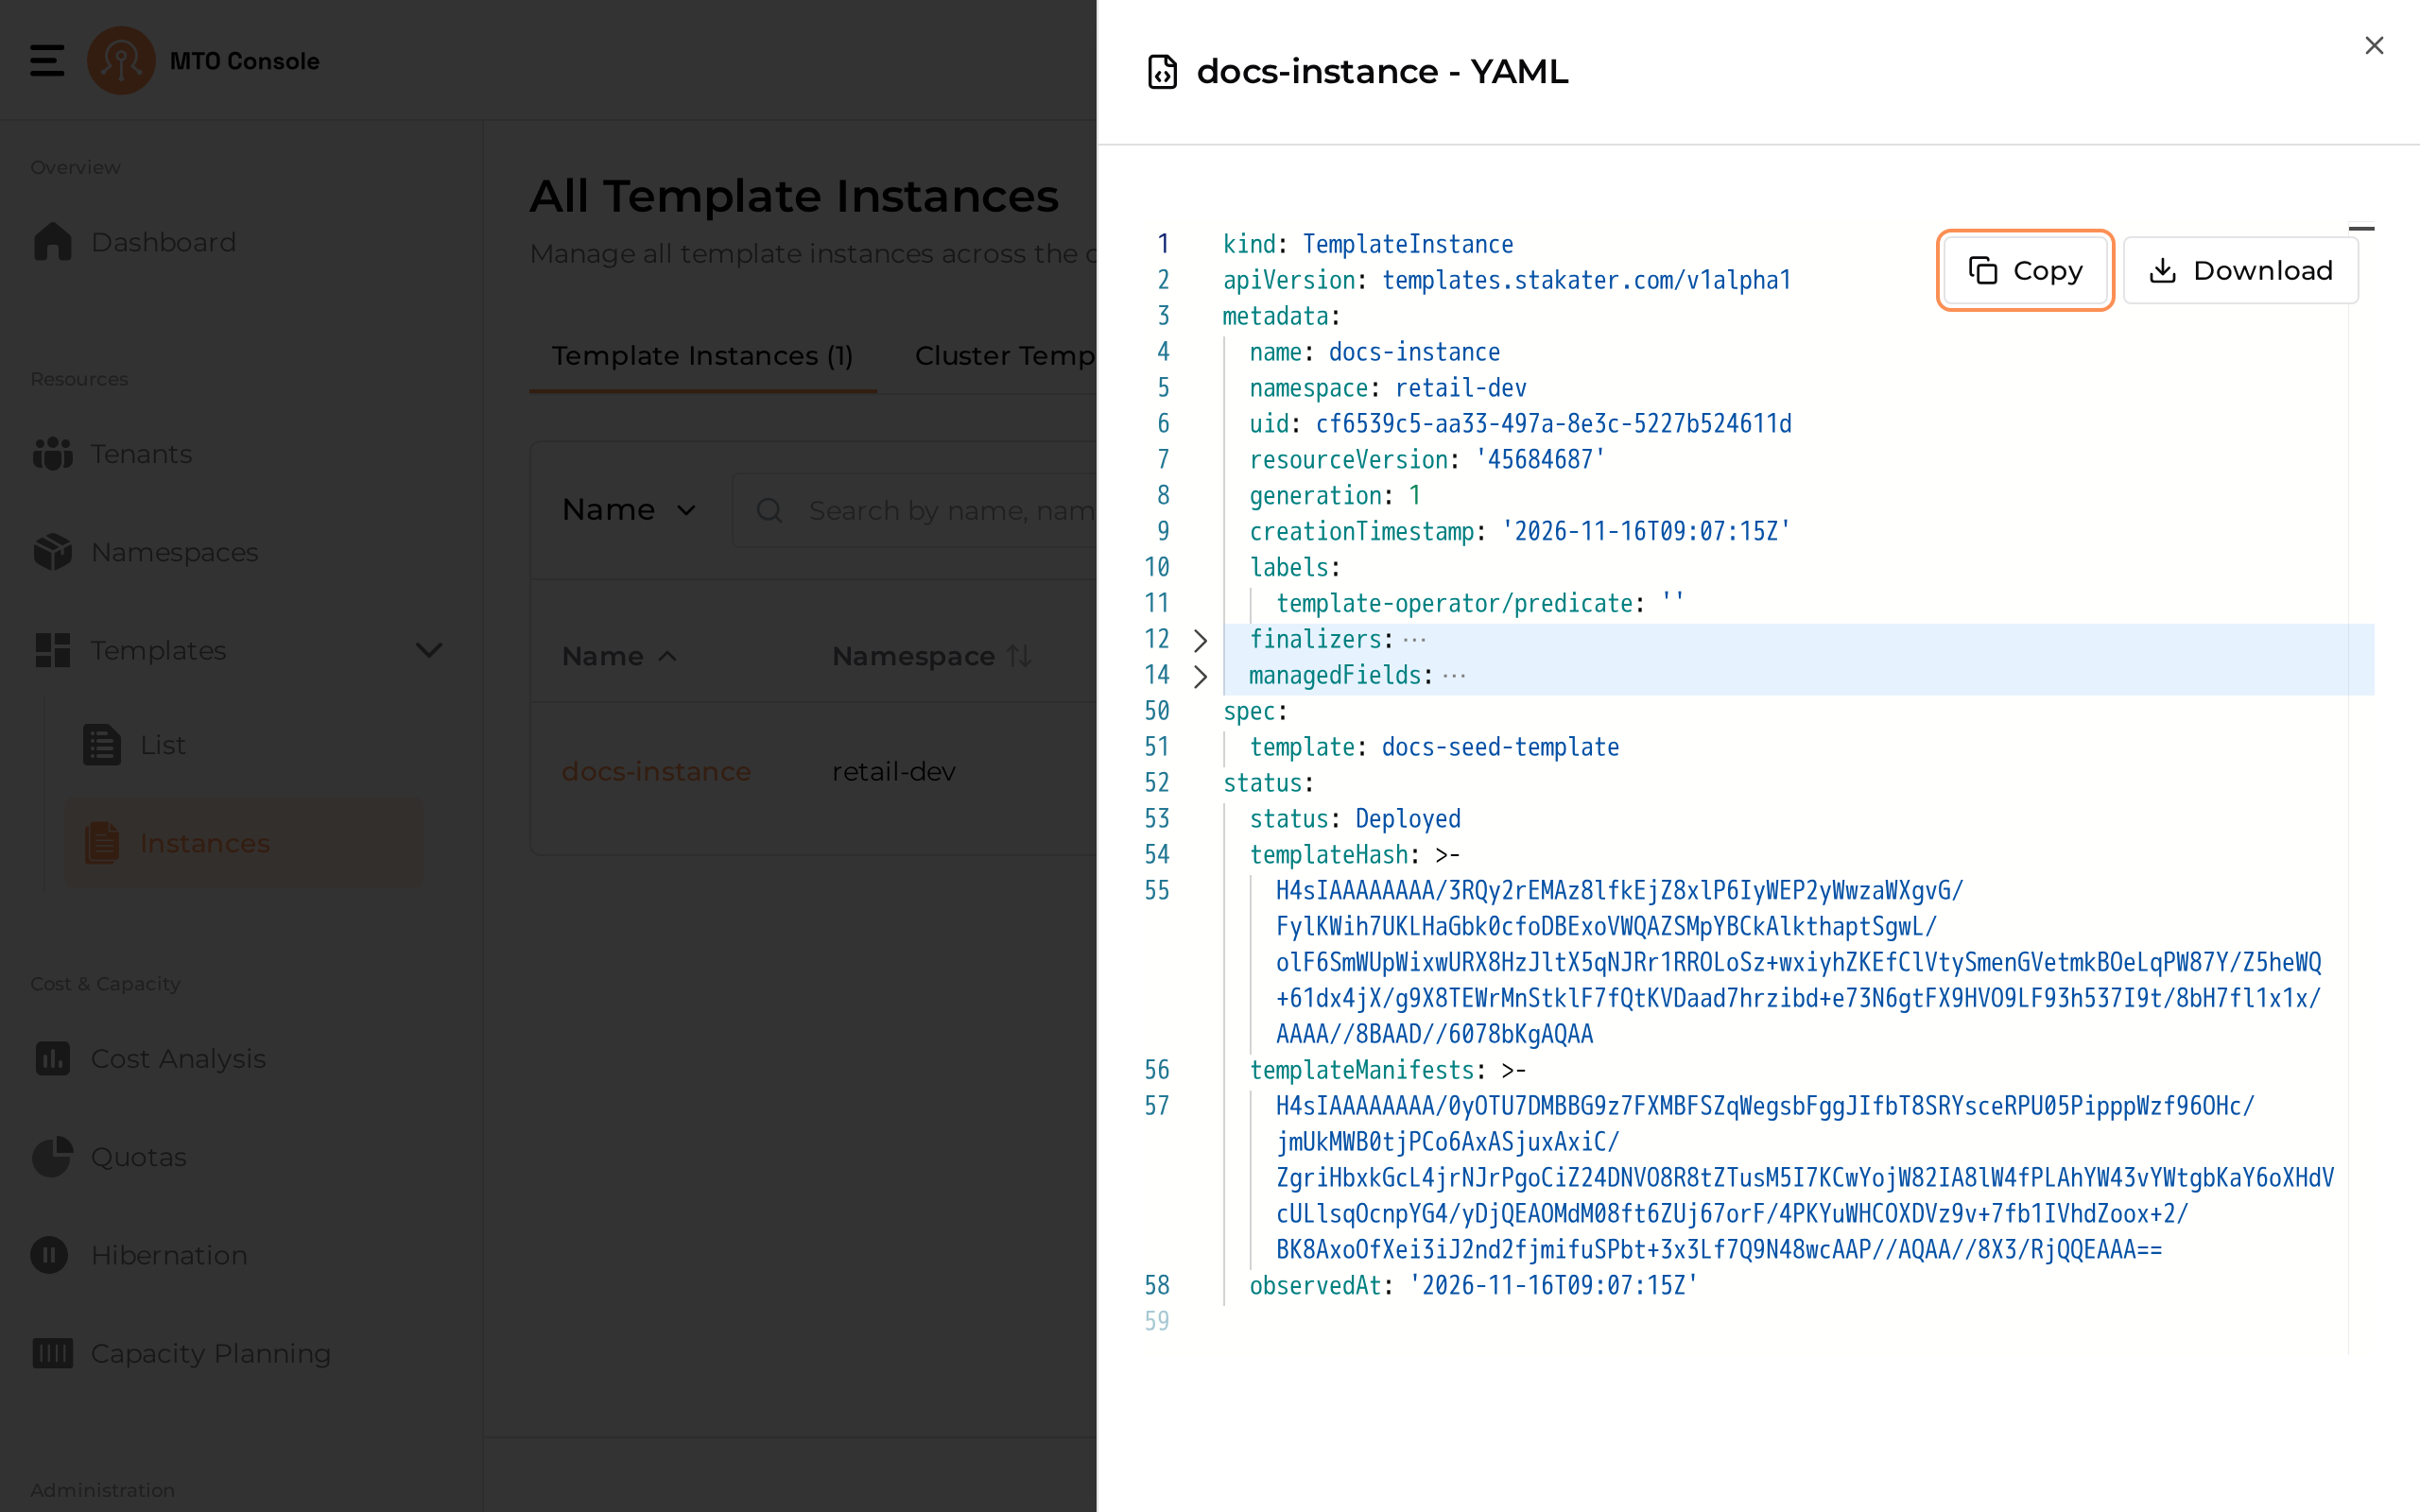 MTO Console
Overview
Dashboard
Resources
Tenants
Namespaces
Templates
List
Instances
Cost & Capacity
Cost Analysis
Quotas
Hibernation
Capacity Planning
Administration
All Template Instances
Manage all template instances across the c
Template Instances (1)
Cluster Temp
Name
Search by name, nam
Name
Namespace
docs-instance
retail-dev
docs-instance - YAML
Copy
Download
1 kind: TemplateInstance
2 apiVersion: templates.stakater.com/v1alpha1
3 metadata:
4 name: docs-instance
5 namespace: retail-dev
6 uid: cf6539c5-aa33-497a-8e3c-5227b524611d
7 resourceVersion: '45684687'
8 generation: 1
9 creationTimestamp: '2026-11-16T09:07:15Z'
10 labels:
11 template-operator/predicate: ''
12 finalizers: ...
14 managedFields: ...
50 spec:
51 template: docs-seed-template
52 status:
53 status: Deployed
54 templateHash: >-
55 H4sIAAAAAAAA/3RQy2rEMAz8lfkEjZ8xlP6IyWEP2yWwzaWXgvG/
FylKWih7UKLHaGbk0cfoDBExoVWQAZSMpYBCkAlkthaptSgwL/
olF6SmWUpWixwURX8HzJltX5qNJRr1RROLoSz+wxiyhZKEfClVtySmenGVetmkBOeLqPW87Y/Z5heWQ
+61dx4jX/g9X8TEWrMnStklF7fQtKVDaad7hrzibd+e73N6gtFX9HVO9LF93h537I9t/8bH7fl1x1x/
AAAA//8BAAD//6078bKgAQAA
56 templateManifests: >-
57 H4sIAAAAAAAA/0yOTU7DMBBG9z7FXMBFSZqWegsbFggJIfbT8SRYsceRPU05PipppWzf96OHc/
jmUkMWB0tjPCo6AxASjuxAxiC/
ZgriHbxkGcL4jrNJrPgoCiZ24DNVO8R8tZTusM5I7KCwYojW82IA8lW4fPLAhYW43vYWtgbKaY6oXHdV
cULlsqOcnpYG4/yDjQEAOMdM08ft6ZUj67orF/4PKYuWHCOXDVz9v+7fb1IVhdZoox+2/
BK8AxoOfXei3iJ2nd2fjmifuSPbt+3x3Lf7Q9N48wcAAP//AQAA//8X3/RjQQEAAA==
58 observedAt: '2026-11-16T09:07:15Z'
59